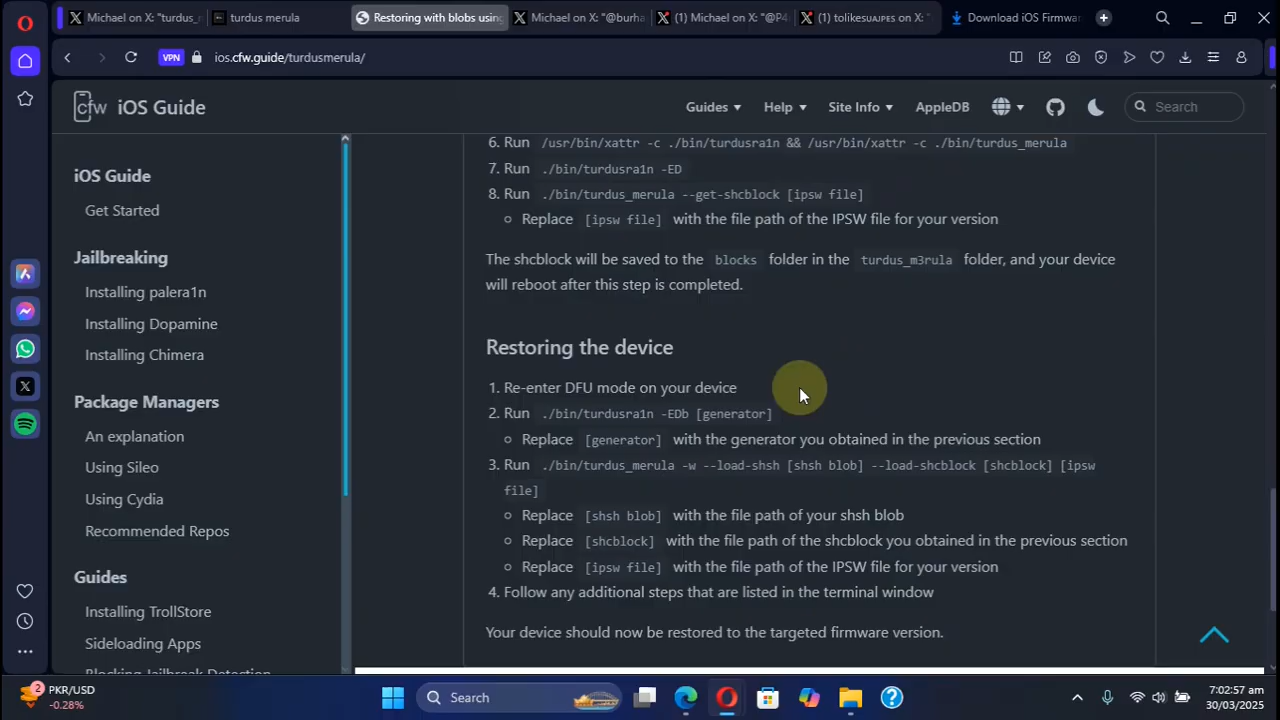 Michael on X: "turdus_r
turdus merula
Restoring with blobs using
Michael on X: "@burha
(1) Michael on X: "@P4
(1) tolikesuᴀᴊᴘᴇs on X: "
Download iOS Firmwa
VPN
ios.cfw.guide/turdusmerula/
cfw iOS Guide
Guides
Help
Site Info
AppleDB
Search
iOS Guide
Get Started
Jailbreaking
Installing palera1n
Installing Dopamine
Installing Chimera
Package Managers
An explanation
Using Sileo
Using Cydia
Recommended Repos
Guides
Installing TrollStore
Sideloading Apps
Blocking Jailbreak Detection
6. Run /usr/bin/xattr -c ./bin/turdusra1n && /usr/bin/xattr -c ./bin/turdus_merula
7. Run ./bin/turdusra1n -ED
8. Run ./bin/turdus_merula --get-shcblock [ipsw file]
Replace [ipsw file] with the file path of the IPSW file for your version
The shcblock will be saved to the blocks folder in the turdus_m3rula folder, and your device
will reboot after this step is completed.
Restoring the device
1. Re-enter DFU mode on your device
2. Run ./bin/turdusra1n -EDb [generator]
Replace [generator] with the generator you obtained in the previous section
3. Run ./bin/turdus_merula -w --load-shsh [shsh blob] --load-shcblock [shcblock] [ipsw
file]
Replace [shsh blob] with the file path of your shsh blob
Replace [shcblock] with the file path of the shcblock you obtained in the previous section
Replace [ipsw file] with the file path of the IPSW file for your version
4. Follow any additional steps that are listed in the terminal window
Your device should now be restored to the targeted firmware version.
2
PKR/USD
-0.28%
Search
7:02:57 am
30/03/2025